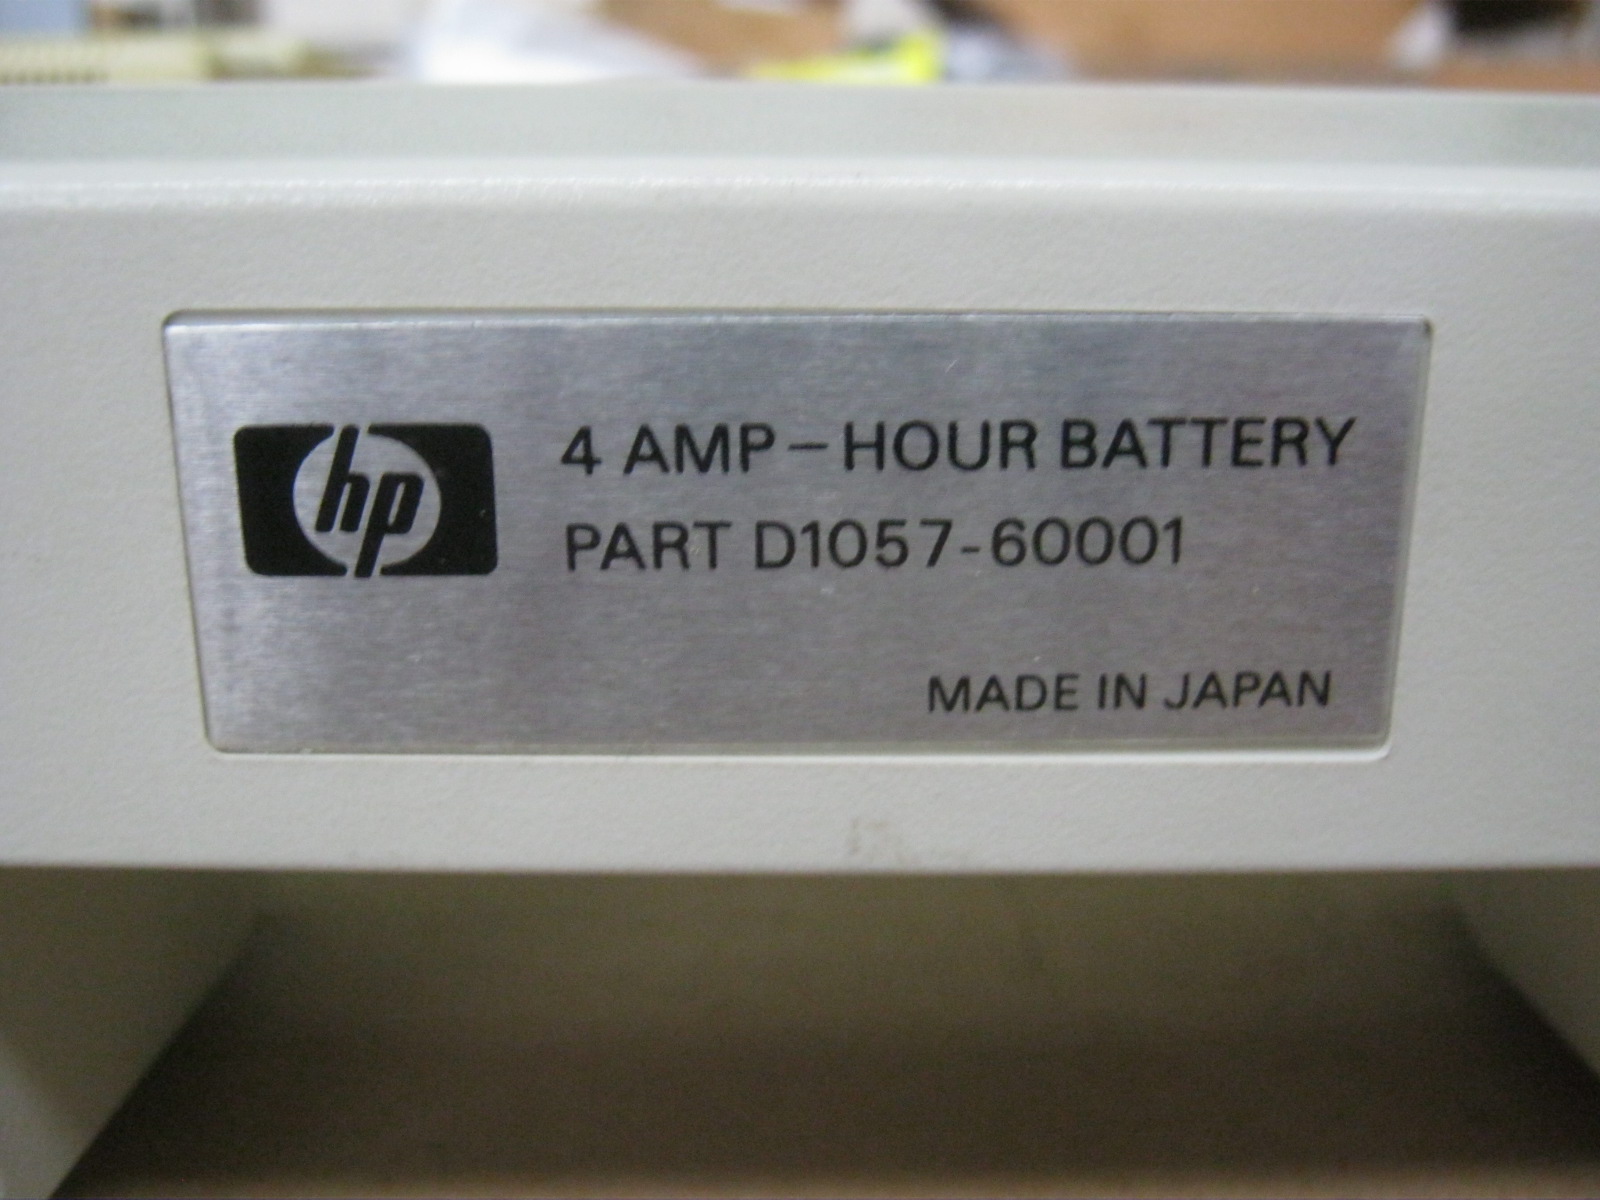 hp
4 AMP-HOUR BATTERY
PART D1057-60001
MADE IN JAPAN